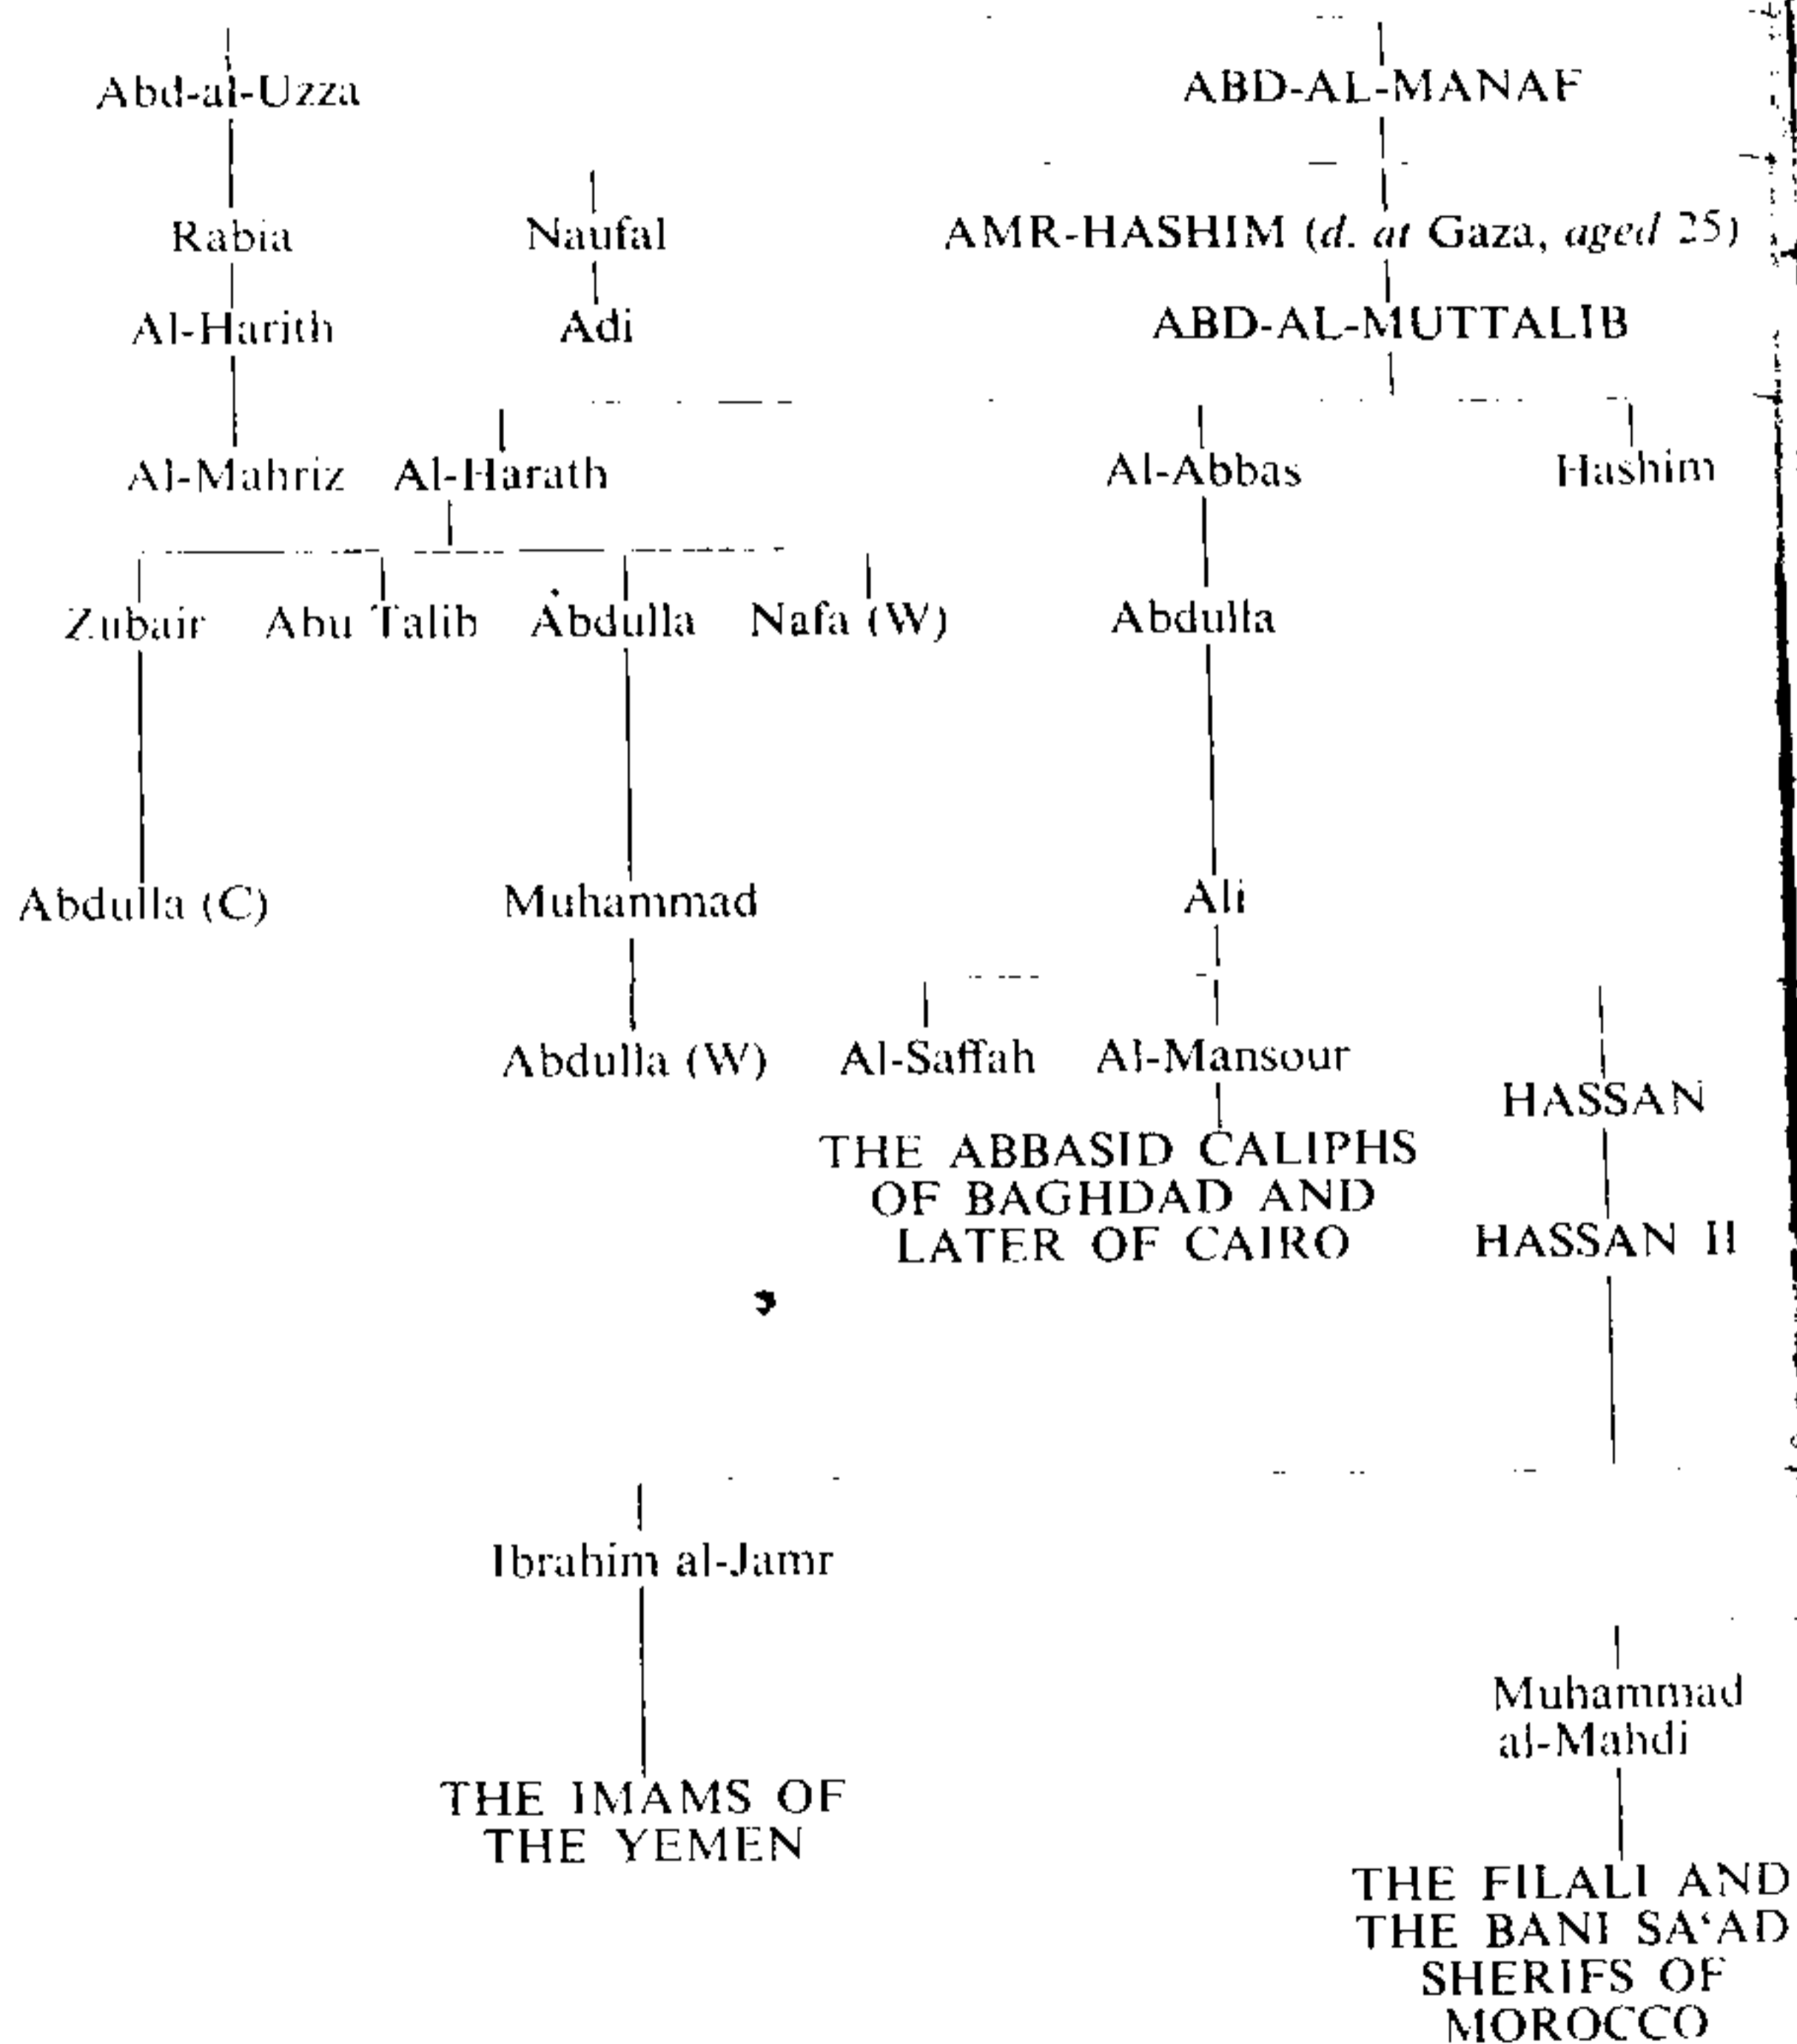 Abd-al-Uzza
ABD-AL-MANAF
Rabia
Naufal
AMR-HASHIM (d. at Gaza, aged 25)
Al-Harith
Adi
ABD-AL-MUTTALIB
Al-Mahriz
Al-Harath
Al-Abbas
Hashim
Zubair
Abu Talib
Abdulla
Nafa (W)
Abdulla
Abdulla (C)
Muhammad
Ali
Abdulla (W)
Al-Saffah
Al-Mansour
HASSAN
THE ABBASID CALIPHS
OF BAGHDAD AND
LATER OF CAIRO
HASSAN II
Ibrahim al-Jamr
Muhammad
al-Mahdi
THE IMAMS OF
THE YEMEN
THE FILALI AND
THE BANI SA‘AD
SHERIFS OF
MOROCCO